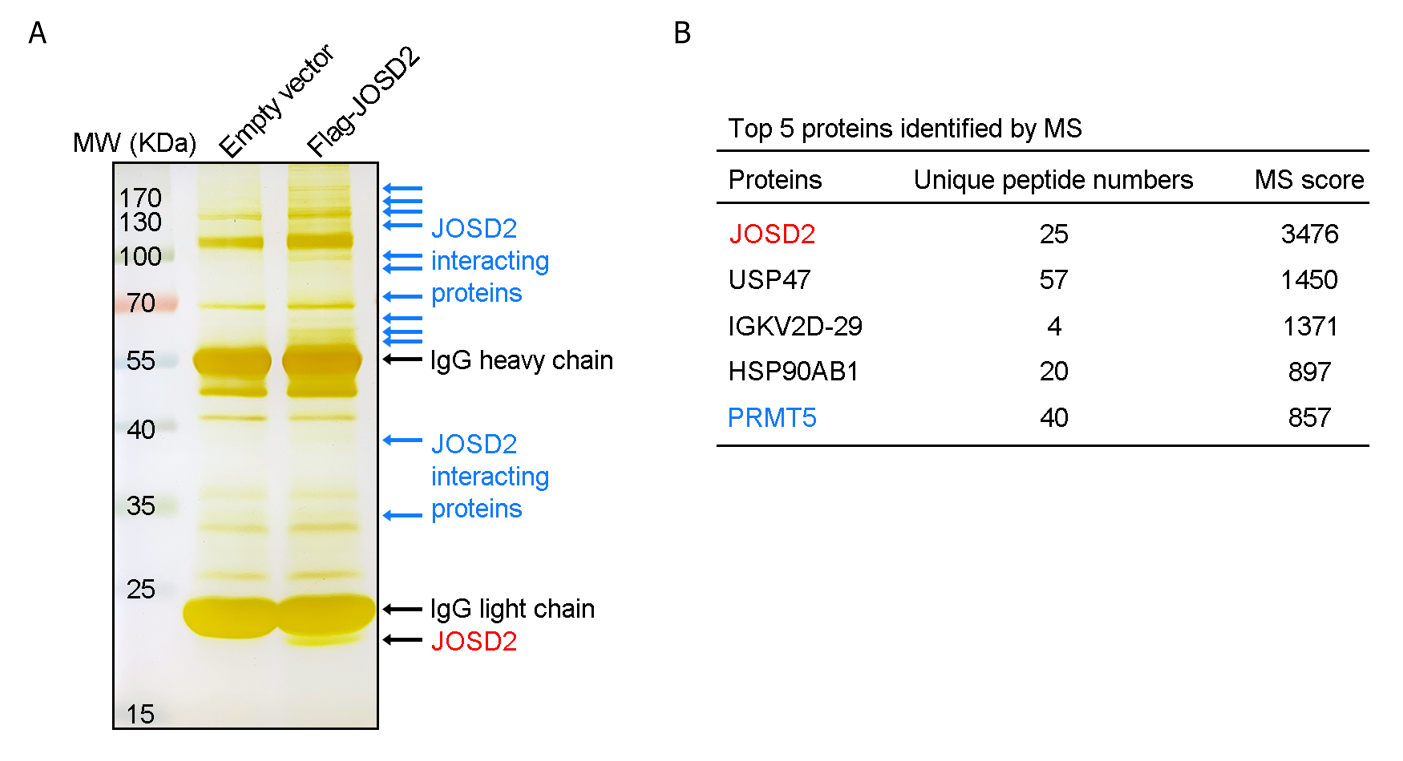 A
Empty vector
Flag-JOSD2
MW (KDa)
170
130
100
70
55
40
35
25
15
JOSD2
interacting
proteins
IgG heavy chain
JOSD2
interacting
proteins
IgG light chain
JOSD2
B
Top 5 proteins identified by MS
Proteins Unique peptide numbers MS score
JOSD2 25 3476
USP47 57 1450
IGKV2D-29 4 1371
HSP90AB1 20 897
PRMT5 40 857